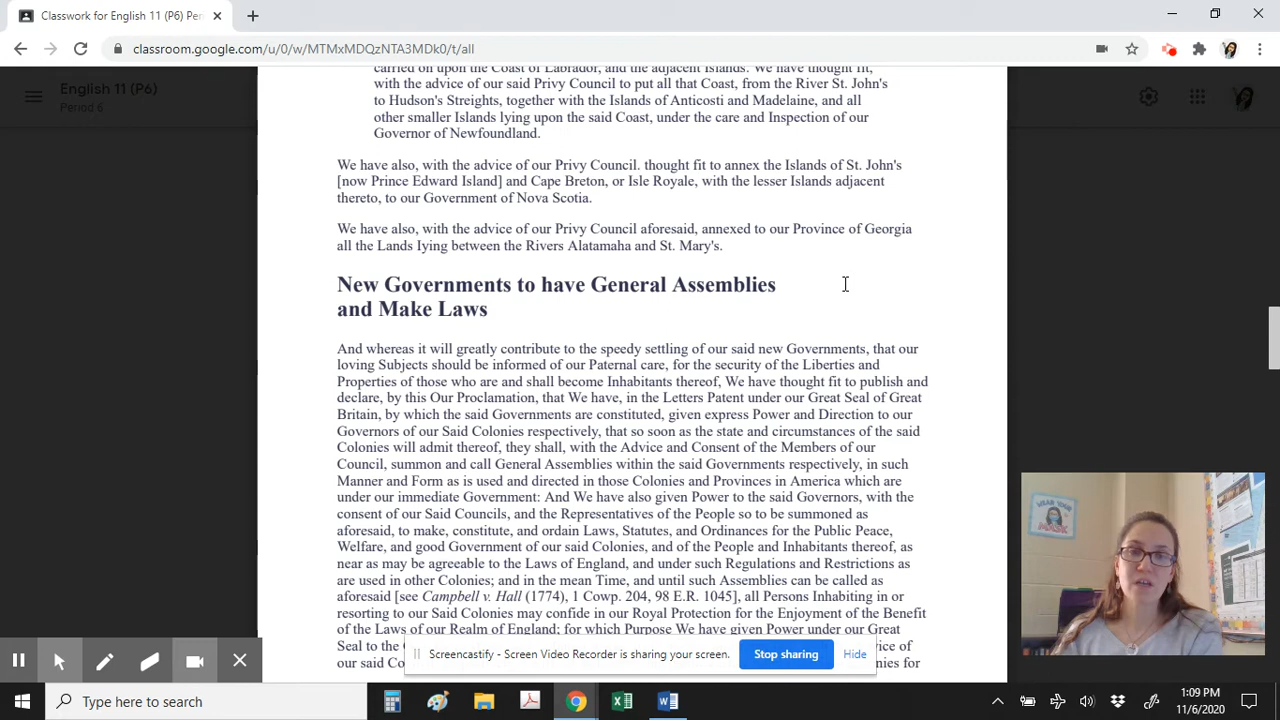 Classwork for English 11 (P6) Per
classroom.google.com/u/0/w/MTMxMDQzNTA3MDk0/t/all
English 11 (P6)
Period 6
carried on upon the Coast of Labrador, and the adjacent Islands. We have thought fit,
with the advice of our said Privy Council to put all that Coast, from the River St. John's
to Hudson's Streights, together with the Islands of Anticosti and Madelaine, and all
other smaller Islands lying upon the said Coast, under the care and Inspection of our
Governor of Newfoundland.
We have also, with the advice of our Privy Council. thought fit to annex the Islands of St. John's
[now Prince Edward Island] and Cape Breton, or Isle Royale, with the lesser Islands adjacent
thereto, to our Government of Nova Scotia.
We have also, with the advice of our Privy Council aforesaid, annexed to our Province of Georgia
all the Lands Iying between the Rivers Alatamaha and St. Mary's.
New Governments to have General Assemblies
and Make Laws
And whereas it will greatly contribute to the speedy settling of our said new Governments, that our
loving Subjects should be informed of our Paternal care, for the security of the Liberties and
Properties of those who are and shall become Inhabitants thereof, We have thought fit to publish and
declare, by this Our Proclamation, that We have, in the Letters Patent under our Great Seal of Great
Britain, by which the said Governments are constituted, given express Power and Direction to our
Governors of our Said Colonies respectively, that so soon as the state and circumstances of the said
Colonies will admit thereof, they shall, with the Advice and Consent of the Members of our
Council, summon and call General Assemblies within the said Governments respectively, in such
Manner and Form as is used and directed in those Colonies and Provinces in America which are
under our immediate Government: And We have also given Power to the said Governors, with the
consent of our Said Councils, and the Representatives of the People so to be summoned as
aforesaid, to make, constitute, and ordain Laws, Statutes, and Ordinances for the Public Peace,
Welfare, and good Government of our said Colonies, and of the People and Inhabitants thereof, as
near as may be agreeable to the Laws of England, and under such Regulations and Restrictions as
are used in other Colonies; and in the mean Time, and until such Assemblies can be called as
aforesaid [see Campbell v. Hall (1774), 1 Cowp. 204, 98 E.R. 1045], all Persons Inhabiting in or
resorting to our Said Colonies may confide in our Royal Protection for the Enjoyment of the Benefit
of the Laws of our Realm of England; for which Purpose We have given Power under our Great
Seal to the
our said Co
nies for
Screencastify - Screen Video Recorder is sharing your screen.
Stop sharing
Hide
WEAR YOUR
MASK
Type here to search
1:09 PM
11/6/2020